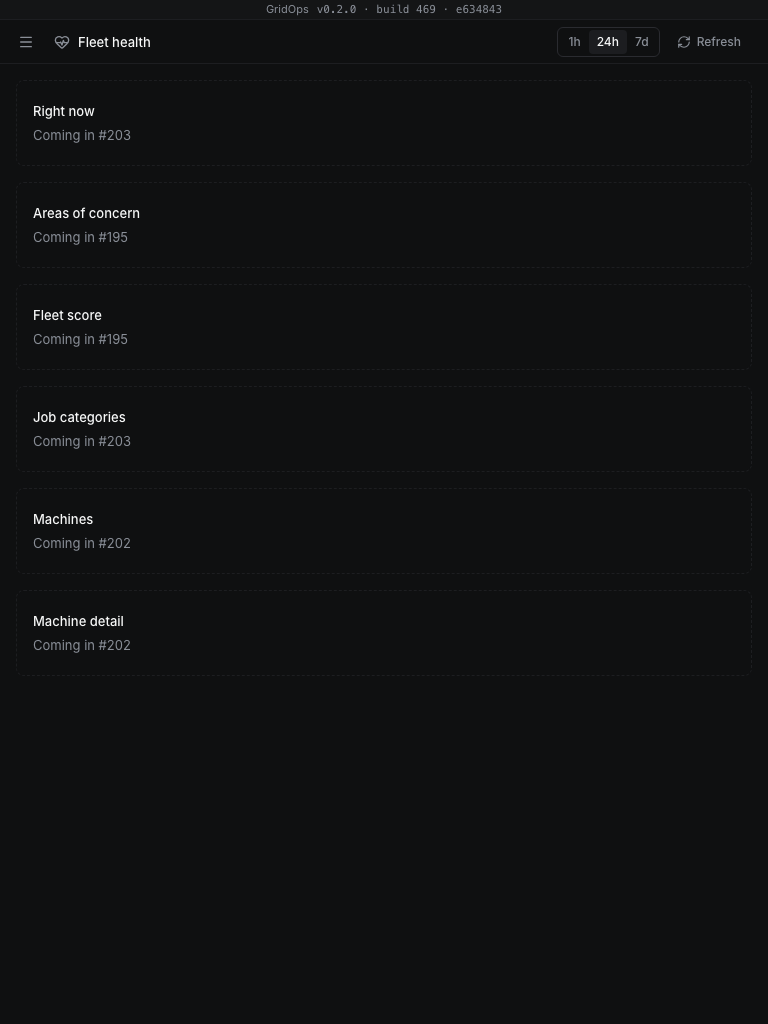 GridOps v0.2.0 · build 469 · e634843
Fleet health
1h 24h 7d Refresh
Right now
Coming in #203
Areas of concern
Coming in #195
Fleet score
Coming in #195
Job categories
Coming in #203
Machines
Coming in #202
Machine detail
Coming in #202